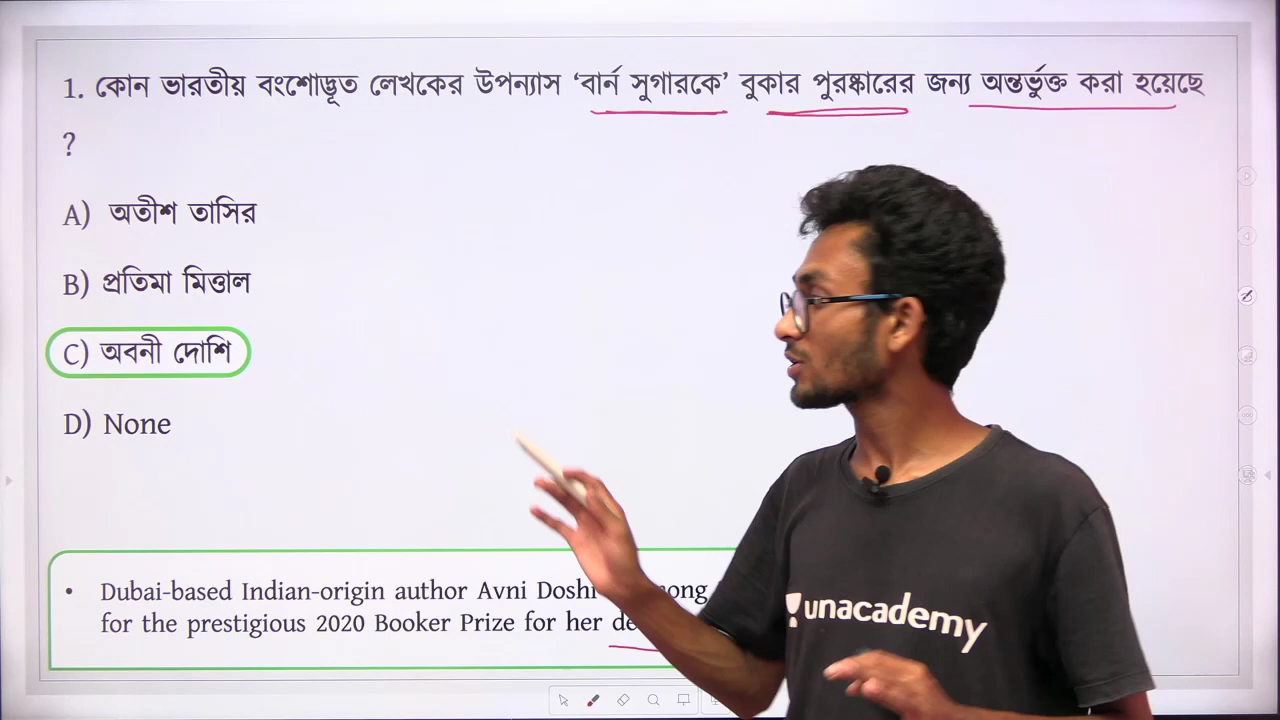 1. কোন ভারতীয় বংশোদ্ভূত লেখকের উপন্যাস ‘বার্ন সুগারকে’ বুকার পুরষ্কারের জন্য অন্তর্ভুক্ত করা হয়েছে
?
A) অতীশ তাসির
B) প্রতিমা মিত্তাল
C) অবনী দোশি
D) None
• Dubai-based Indian-origin author Avni Doshi
for the prestigious 2020 Booker Prize for her
unacademy